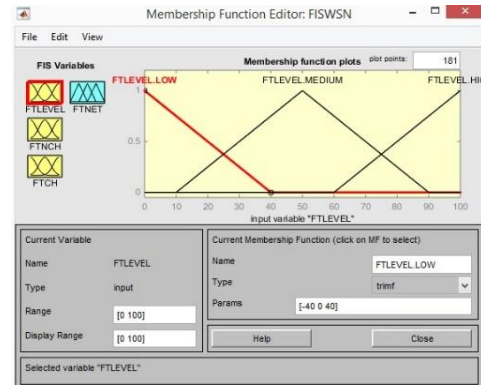 Membership Function Editor: FISWSN
File Edit View
FIS Variables
FTLEVEL
FTNET
FTNCH
FTCH
Membership function plots
plot points:
181
FTLEVEL.LOW
FTLEVEL.MEDIUM
FTLEVEL.HI
1
0.5
0
0 10 20 30 40 50 60 70 80 90 100
input variable "FTLEVEL"
Current Variable
Name FTLEVEL
Type input
Range [0 100]
Display Range [0 100]
Current Membership Function (click on MF to select)
Name FTLEVEL.LOW
Type trimf
Params [-40 0 40]
Help Close
Selected variable "FTLEVEL"